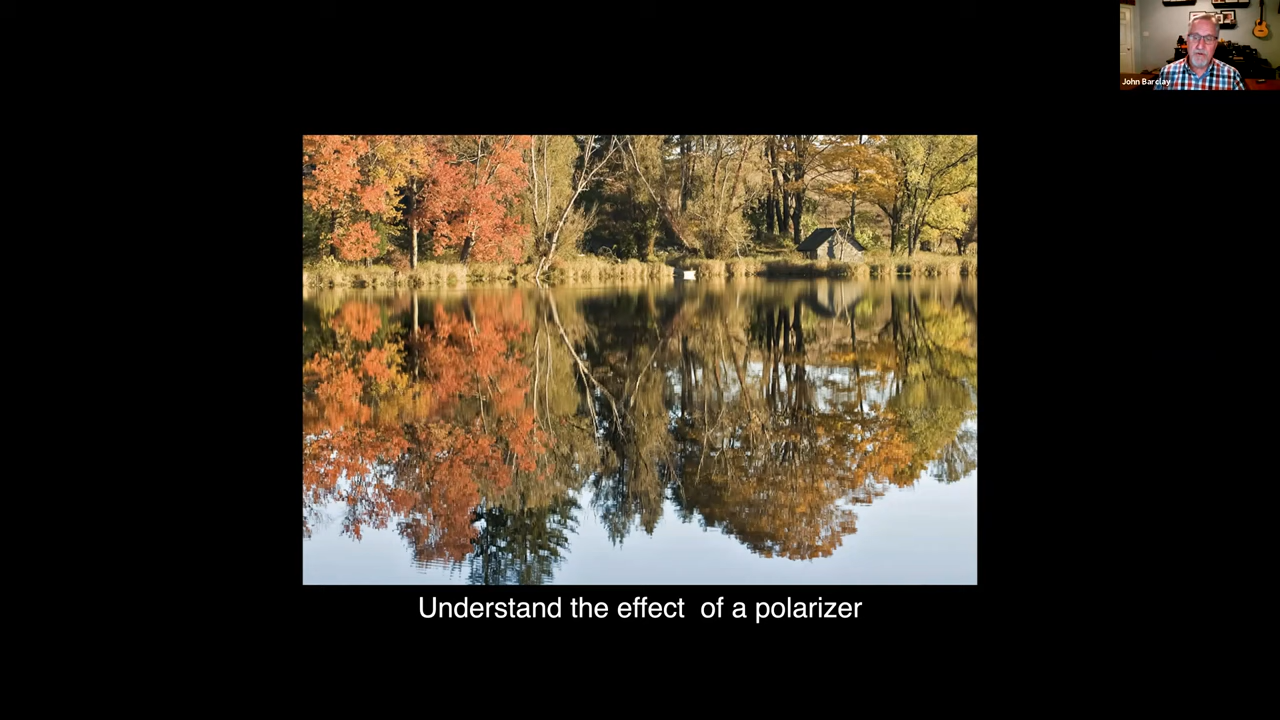 John Barclay
Understand the effect  of a polarizer